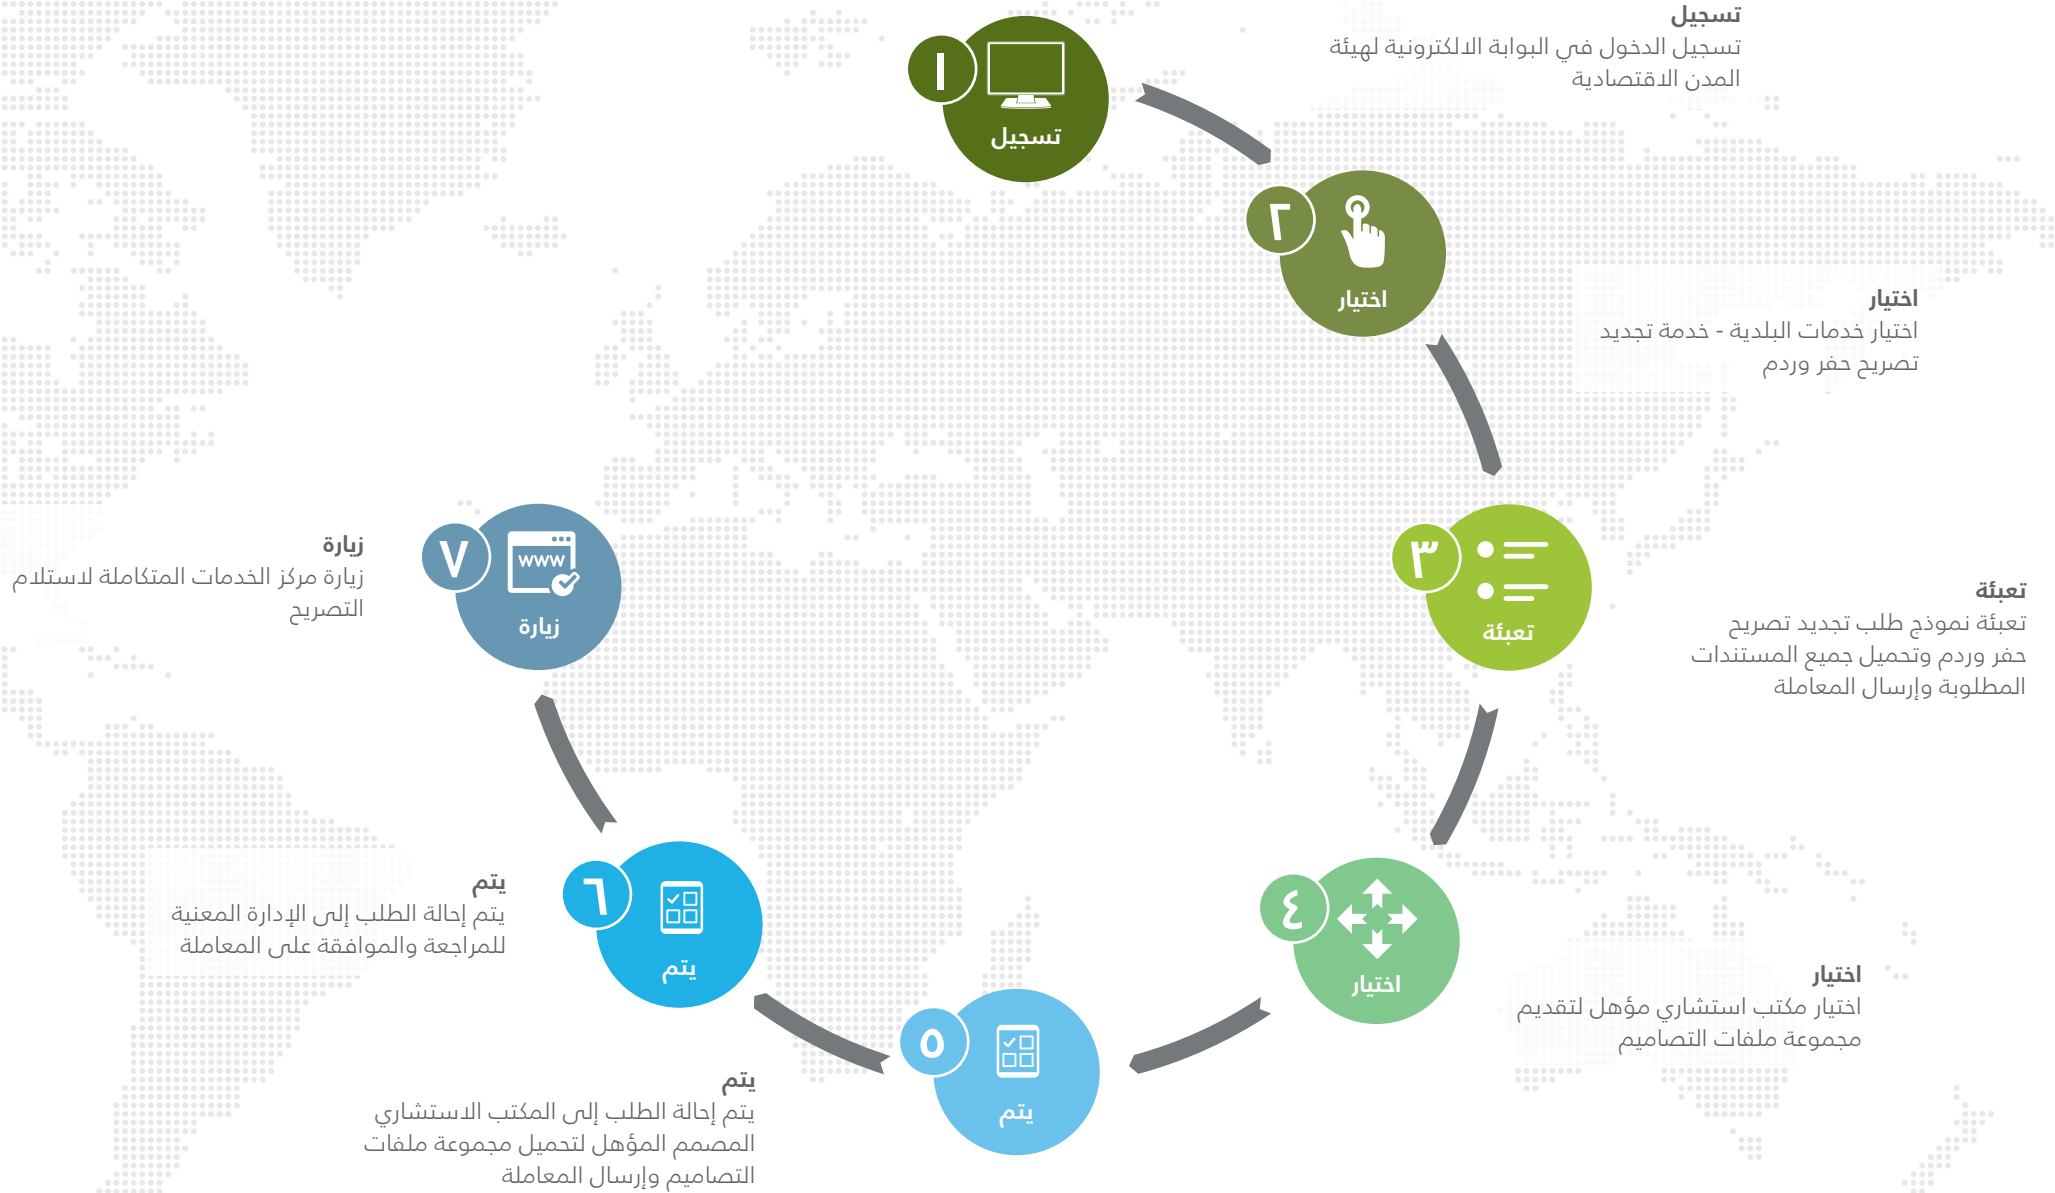 ١
تسجيل
تسجيل
تسجيل الدخول في البوابة الالكترونية لهيئة
المدن الاقتصادية
٢
اختيار
اختيار
اختيار خدمات البلدية - خدمة تجديد
تصريح حفر وردم
٣
تعبئة
تعبئة
تعبئة نموذج طلب تجديد تصريح
حفر وردم وتحميل جميع المستندات
المطلوبة وإرسال المعاملة
٤
اختيار
اختيار
اختيار مكتب استشاري مؤهل لتقديم
مجموعة ملفات التصاميم
٥
يتم
يتم
يتم إحالة الطلب إلى المكتب الاستشاري
المصمم المؤهل لتحميل مجموعة ملفات
التصاميم وإرسال المعاملة
٦
يتم
يتم
يتم إحالة الطلب إلى الإدارة المعنية
للمراجعة والموافقة على المعاملة
٧
www
زيارة
زيارة
زيارة مركز الخدمات المتكاملة لاستلام
التصريح